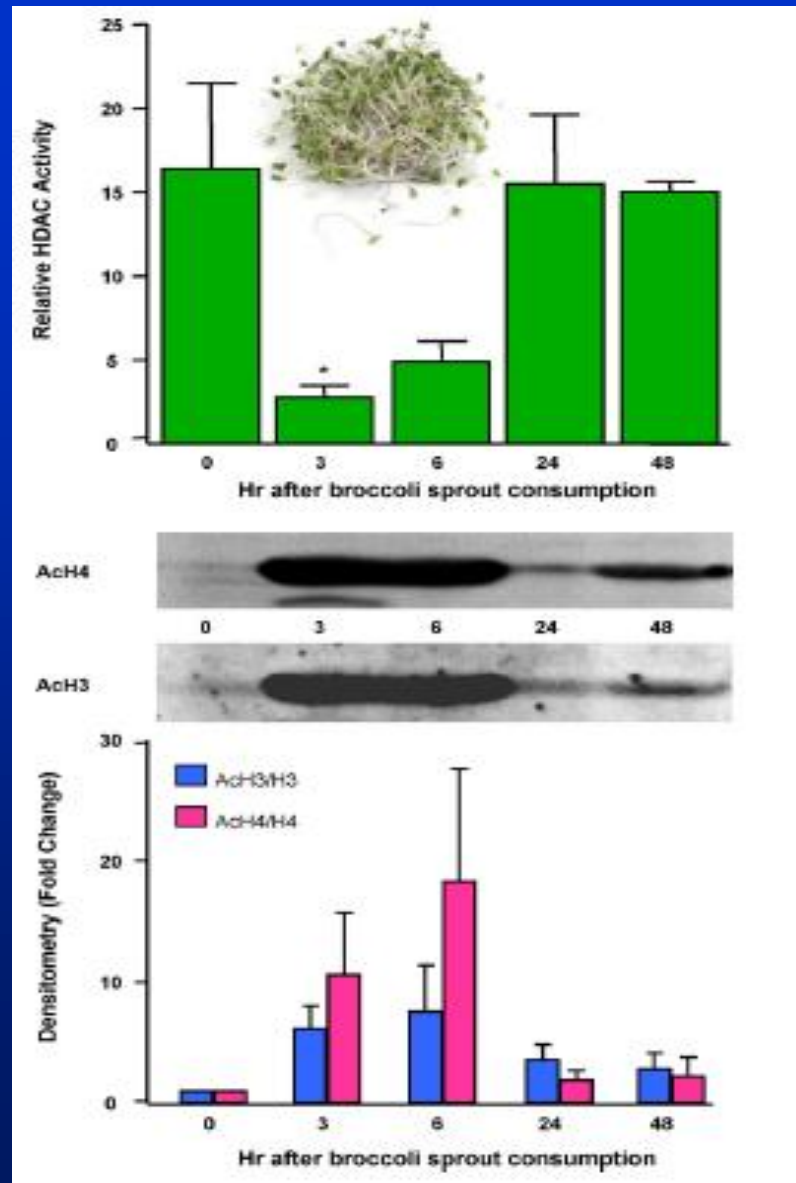 25
20
15
10
5
0
Relative HDAC Activity
*
0 3 6 24 48
Hr after broccoli sprout consumption
AcH4
0 3 6 24 48
AcH3
30
20
10
0
Densitometry (Fold Change)
AcH3/H3
AcH4/H4
0 3 6 24 48
Hr after broccoli sprout consumption